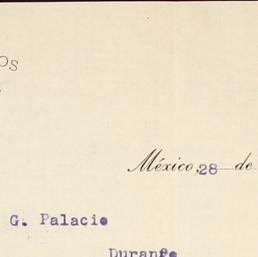 OS
México, 28 de
G. Palacio
Durango